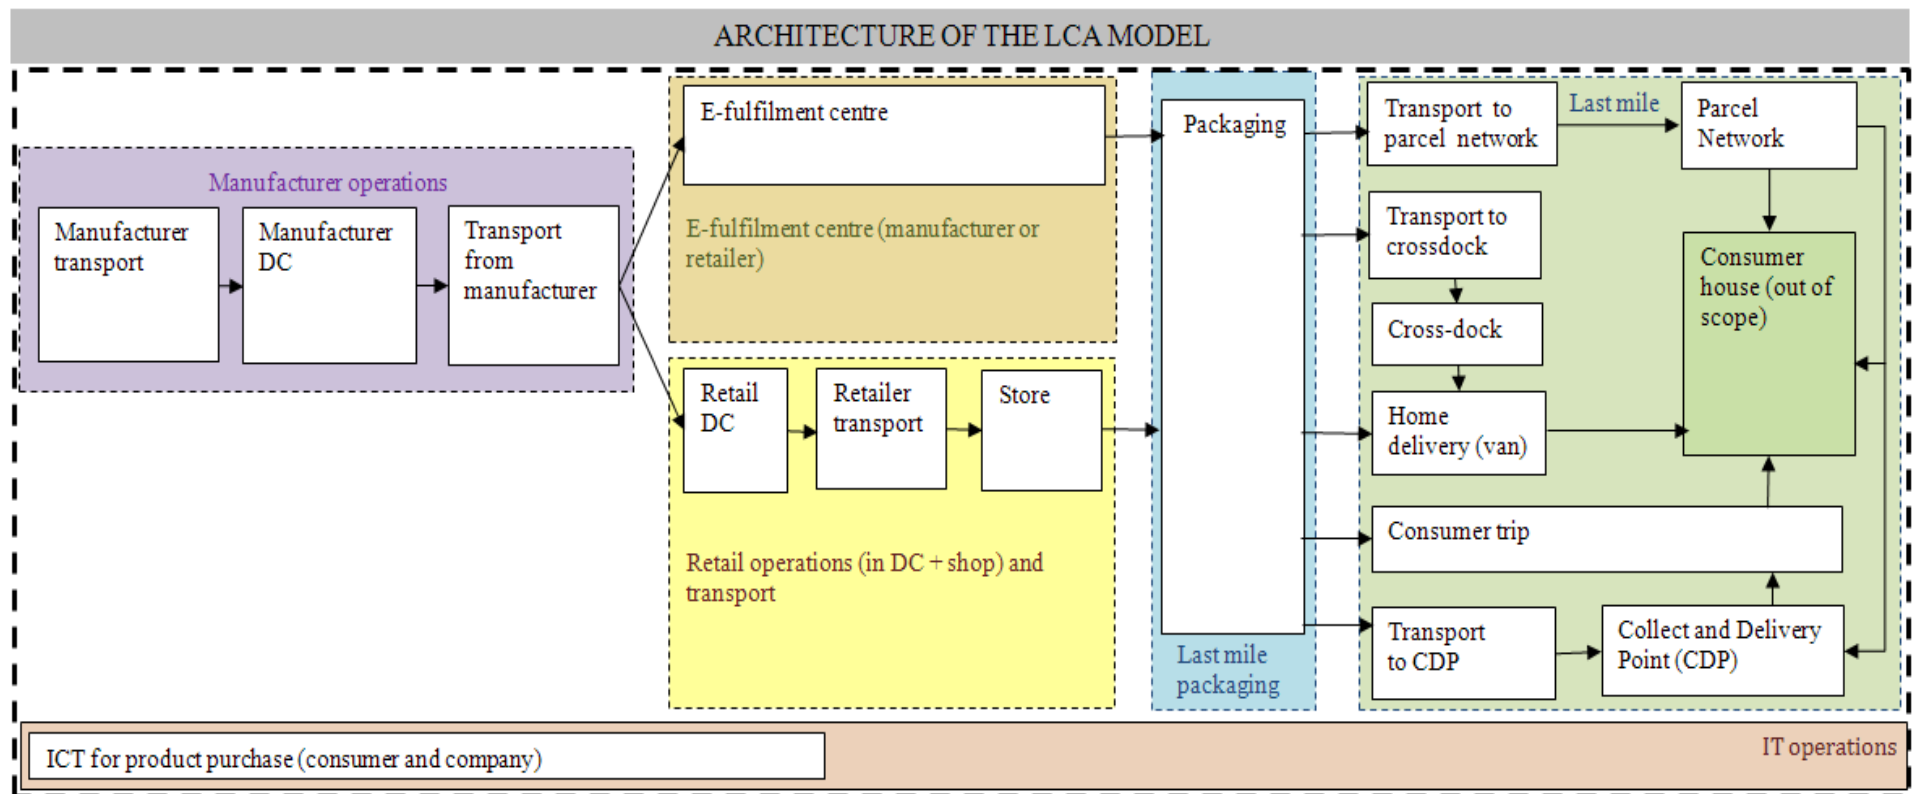 ARCHITECTURE OF THE LCA MODEL
Manufacturer operations
Manufacturer
transport
Manufacturer
DC
Transport
from
manufacturer
E-fulfilment centre
E-fulfilment centre (manufacturer or
retailer)
Retail
DC
Retailer
transport
Store
Retail operations (in DC + shop) and
transport
Packaging
Last mile
packaging
Transport to
parcel network
Last mile
Parcel
Network
Transport to
crossdock
Cross-dock
Home
delivery (van)
Consumer
house (out of
scope)
Consumer trip
Transport
to CDP
Collect and Delivery
Point (CDP)
ICT for product purchase (consumer and company)
IT operations